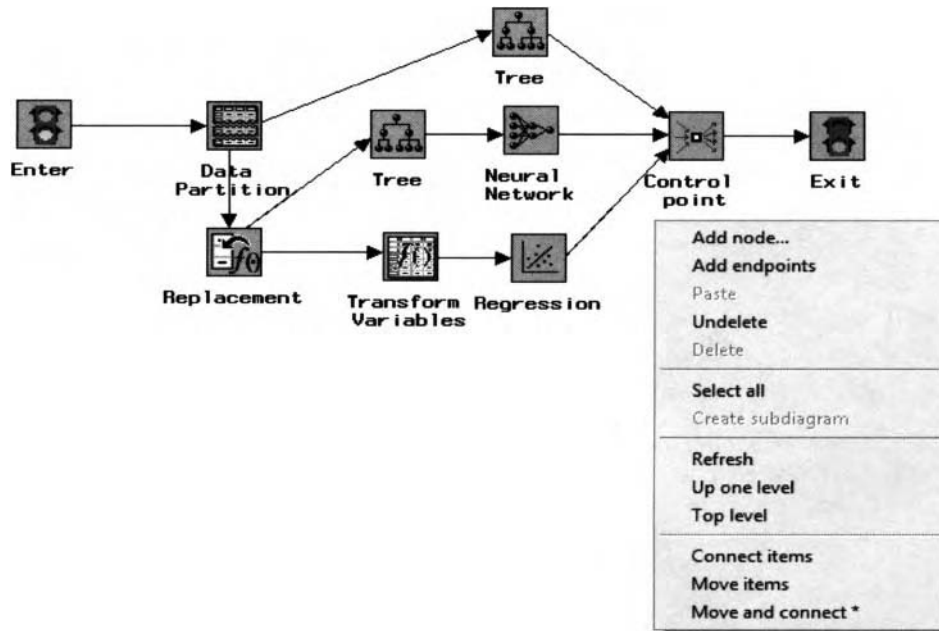 Tree
Enter
Data
Partition
Tree
Neural
Network
Control
point
Exit
Replacement
Transform
Variables
Regression
Add node...
Add endpoints
Paste
Undelete
Delete
Select all
Create subdiagram
Refresh
Up one level
Top level
Connect items
Move items
Move and connect *